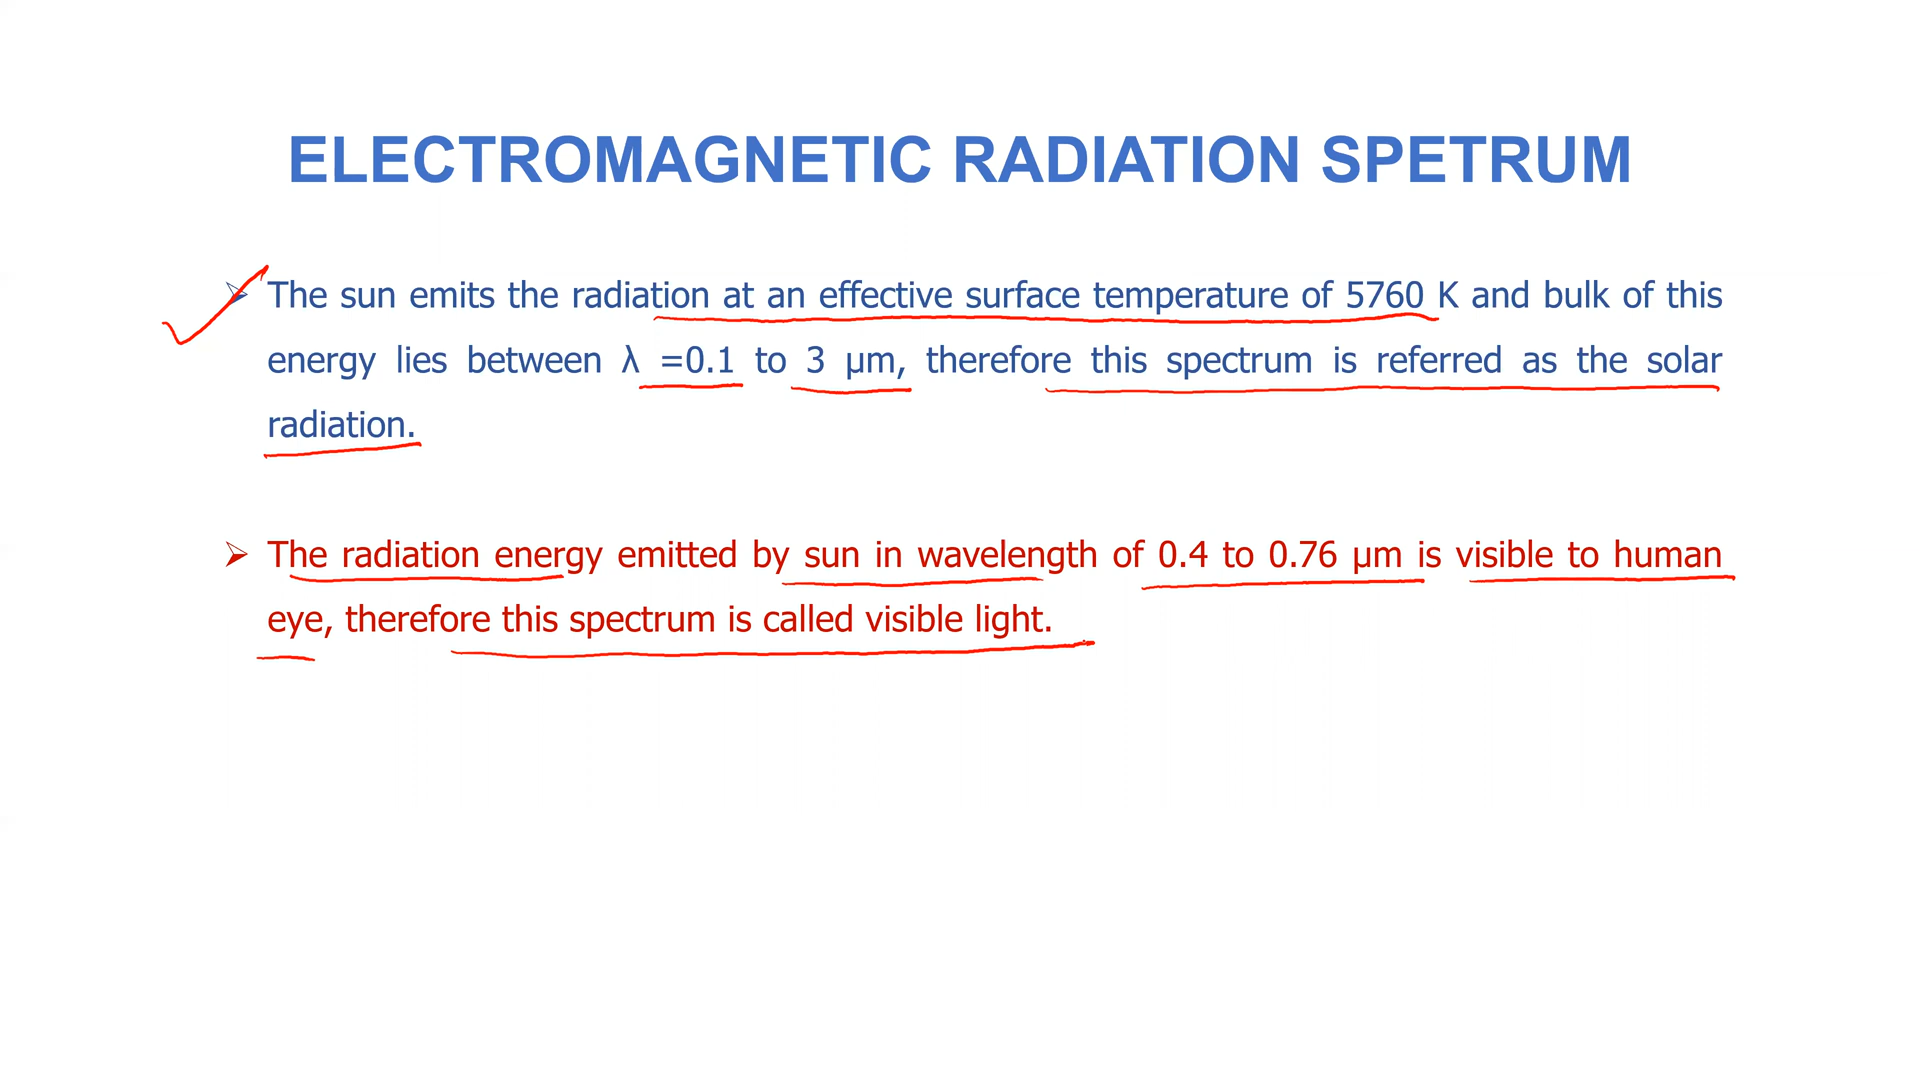 ELECTROMAGNETIC RADIATION SPETRUM
➢ The sun emits the radiation at an effective surface temperature of 5760 K and bulk of this
energy lies between λ =0.1 to 3 μm, therefore this spectrum is referred as the solar
radiation.
➢ The radiation energy emitted by sun in wavelength of 0.4 to 0.76 μm is visible to human
eye, therefore this spectrum is called visible light.